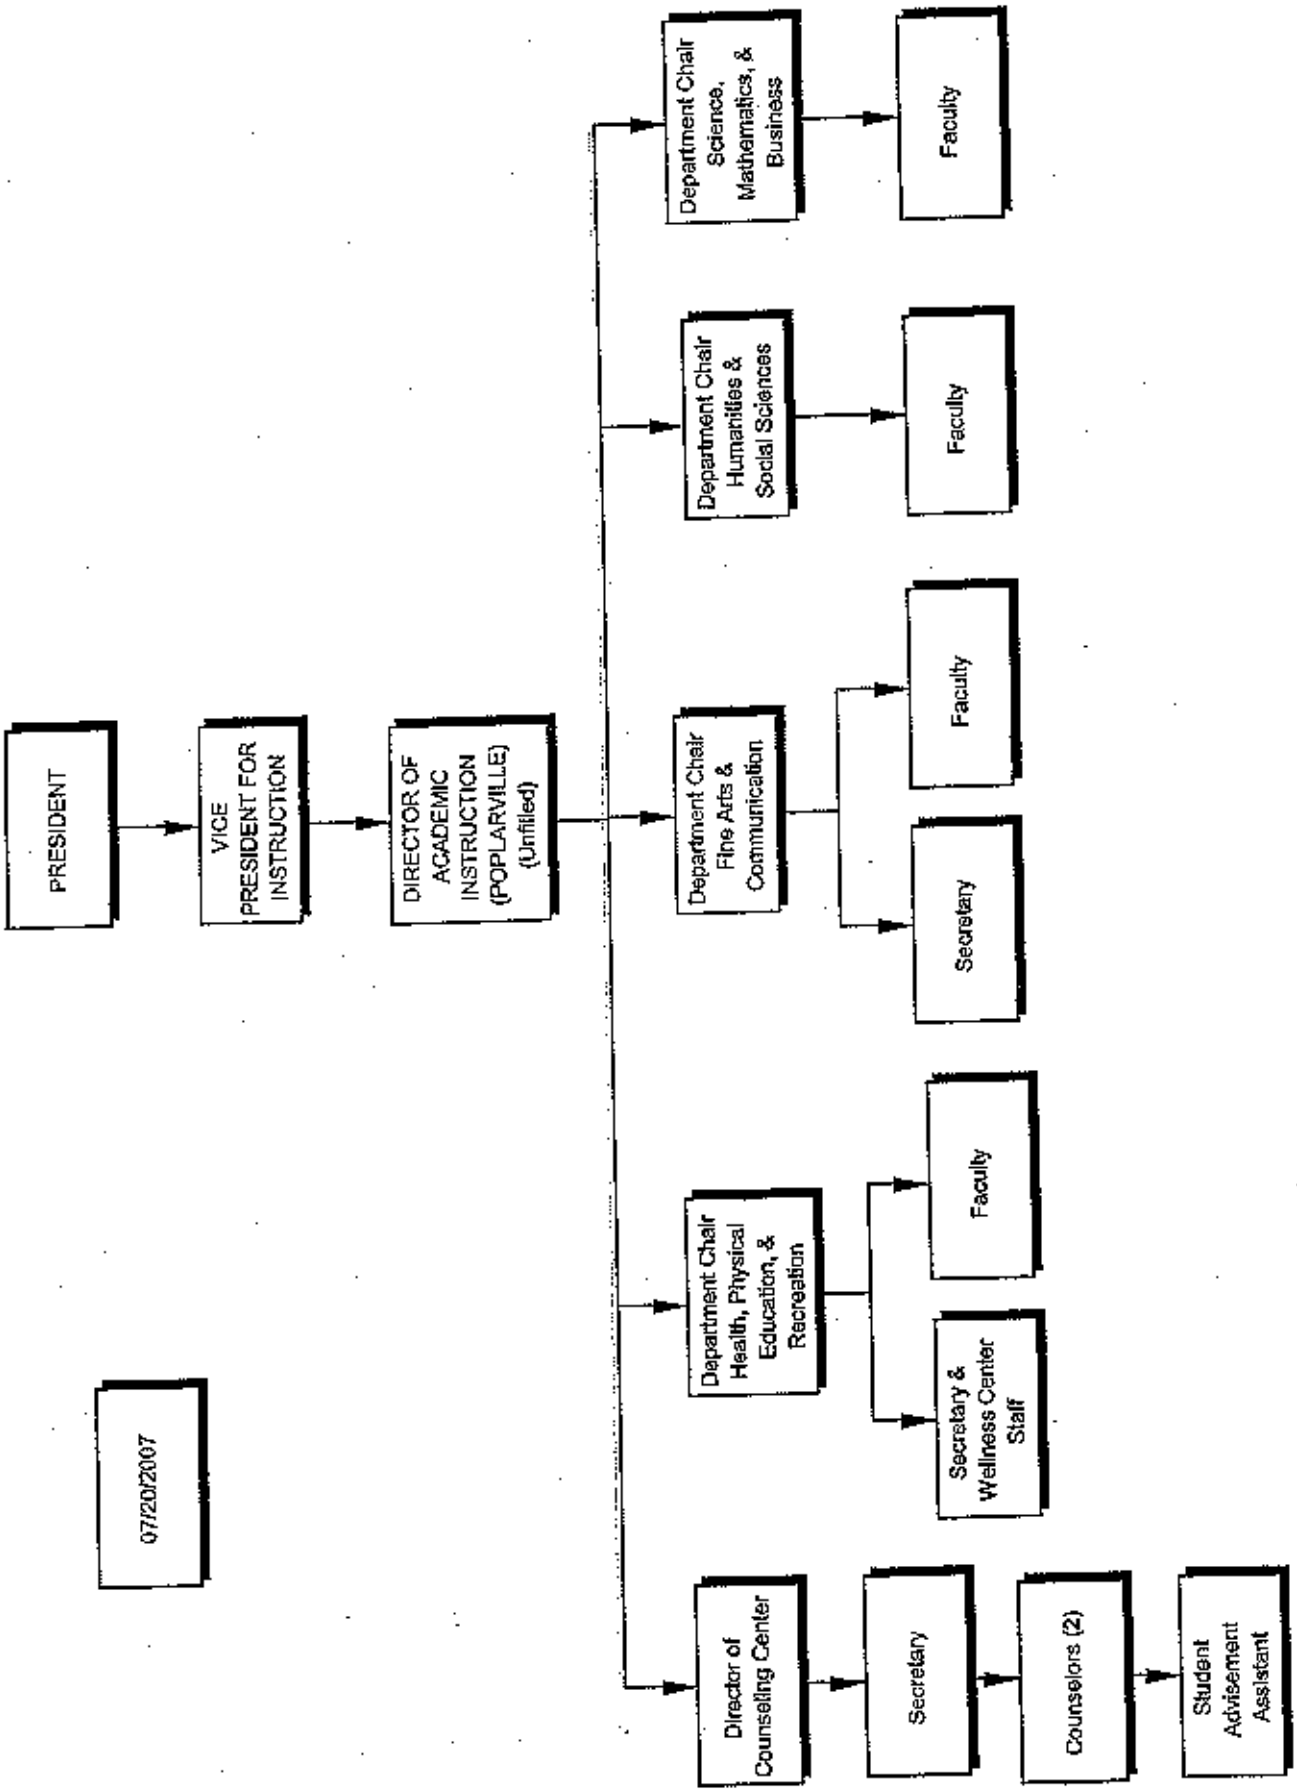 07/20/2007
PRESIDENT
VICE
PRESIDENT FOR
INSTRUCTION
DIRECTOR OF
ACADEMIC
INSTRUCTION
(POPLARVILLE)
(Unfilled)
Director of
Counseling Center
Department Chair
Health, Physical
Education, &
Recreation
Department Chair
Fine Arts &
Communication
Department Chair
Humanities &
Social Sciences
Department Chair
Science,
Mathematics, &
Business
Secretary
Counselors (2)
Student
Advisement
Assistant
Secretary &
Wellness Center
Staff
Faculty
Secretary
Faculty
Faculty
Faculty